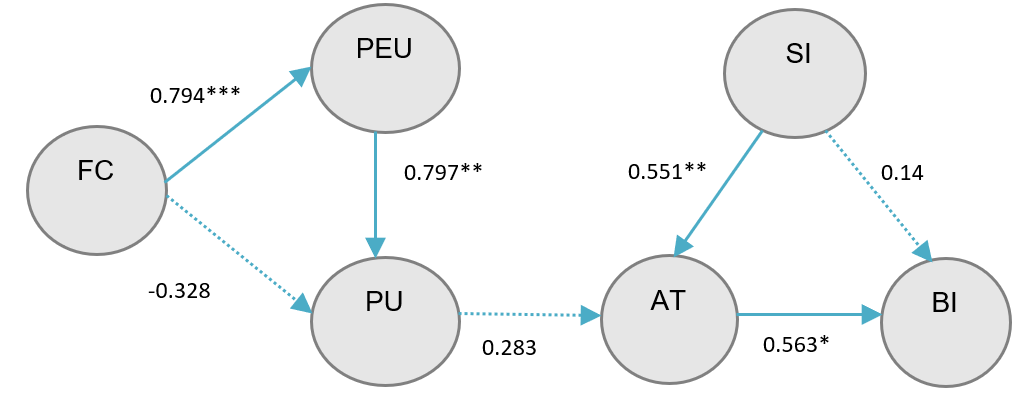 PEU
SI
0.794***
FC
0.797**
0.551**
0.14
-0.328
PU
AT
BI
0.283
0.563*